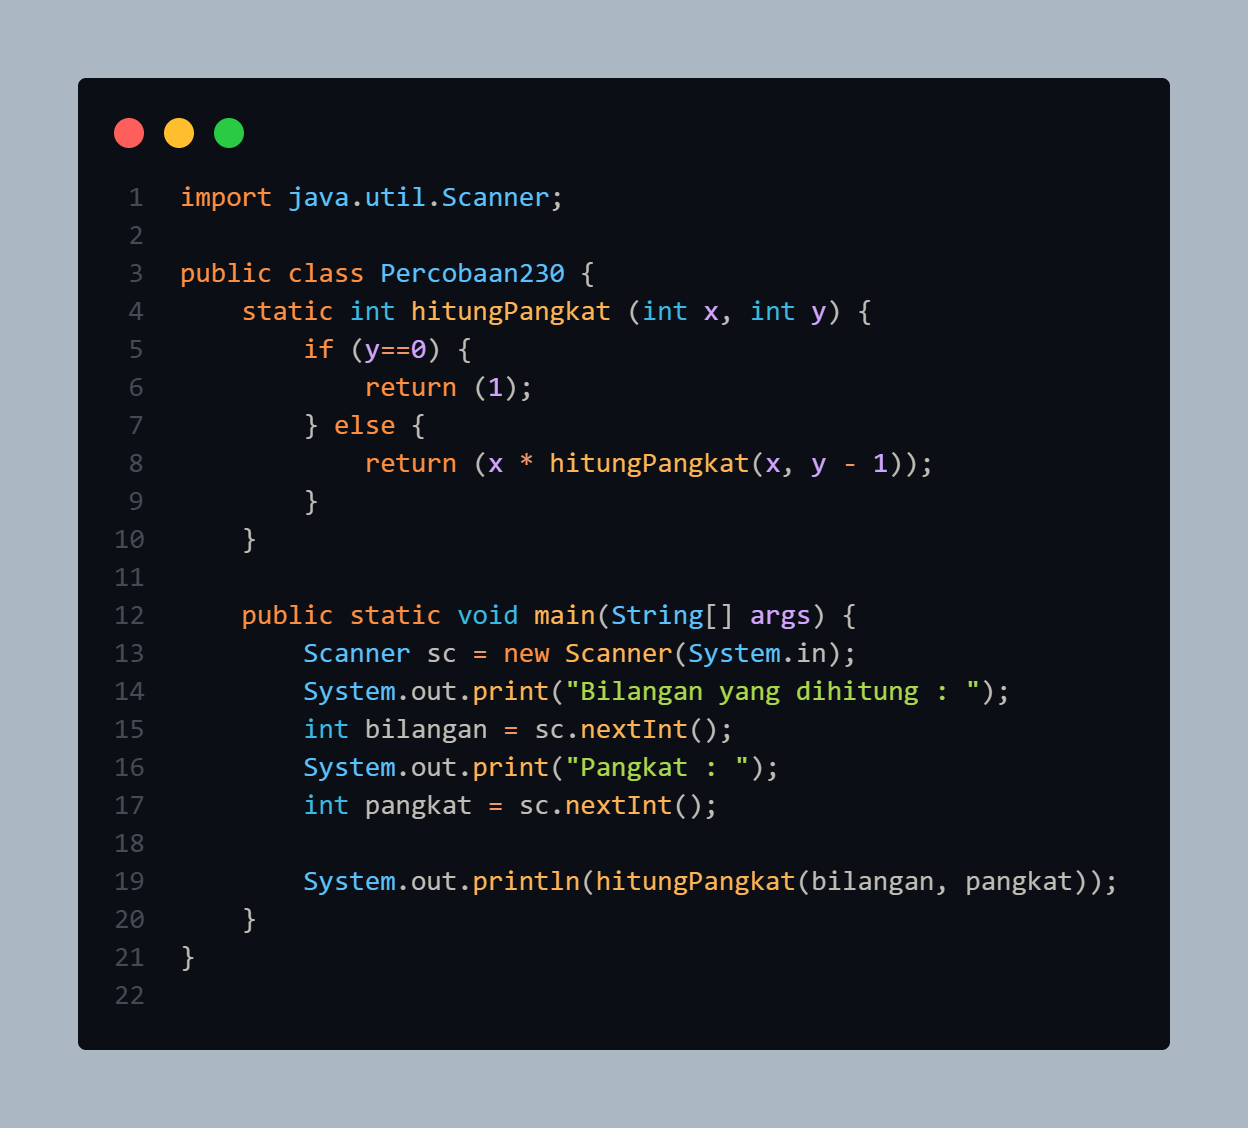 1 import java.util.Scanner;
2
3 public class Percobaan230 {
4     static int hitungPangkat (int x, int y) {
5         if (y==0) {
6             return (1);
7         } else {
8             return (x * hitungPangkat(x, y - 1));
9         }
10     }
11
12     public static void main(String[] args) {
13         Scanner sc = new Scanner(System.in);
14         System.out.print("Bilangan yang dihitung : ");
15         int bilangan = sc.nextInt();
16         System.out.print("Pangkat : ");
17         int pangkat = sc.nextInt();
18
19         System.out.println(hitungPangkat(bilangan, pangkat));
20     }
21 }
22